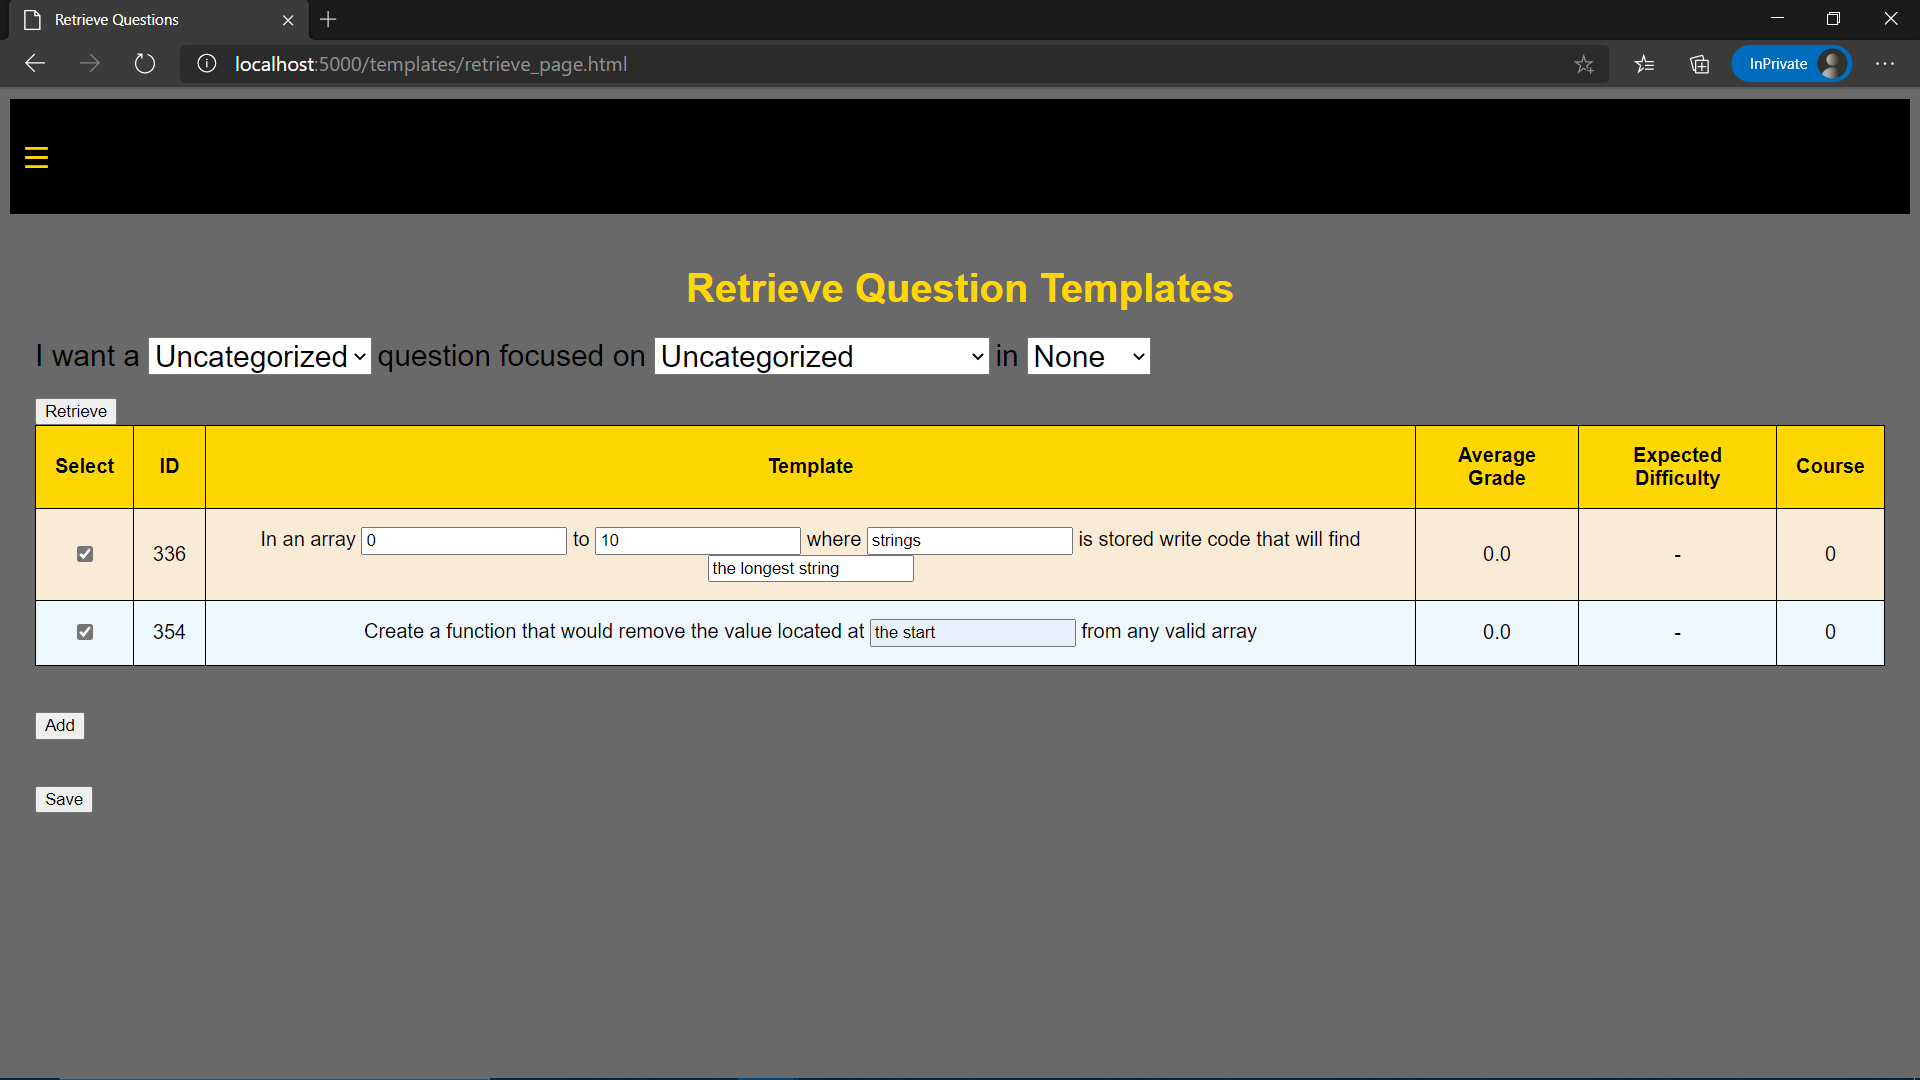 Retrieve Questions
localhost:5000/templates/retrieve_page.html
InPrivate
Retrieve Question Templates
I want a Uncategorized question focused on Uncategorized in None
Retrieve
Select ID Template Average Grade Expected Difficulty Course
336 In an array 0 to 10 where strings is stored write code that will find
the longest string 0.0 - 0
354 Create a function that would remove the value located at the start from any valid array 0.0 - 0
Add
Save